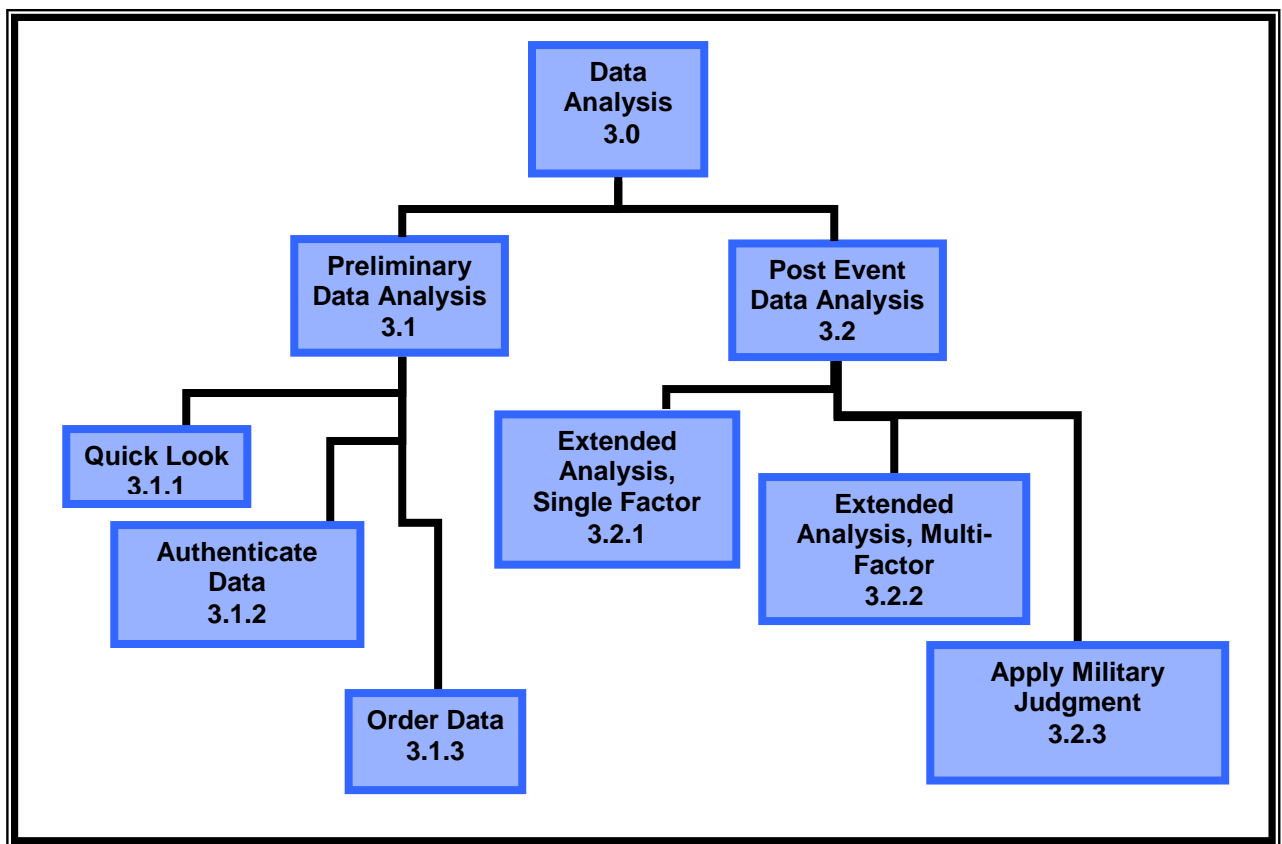 Data
Analysis
3.0
Preliminary
Data Analysis
3.1
Post Event
Data Analysis
3.2
Quick Look
3.1.1
Authenticate
Data
3.1.2
Order Data
3.1.3
Extended
Analysis,
Single Factor
3.2.1
Extended
Analysis, Multi-
Factor
3.2.2
Apply Military
Judgment
3.2.3